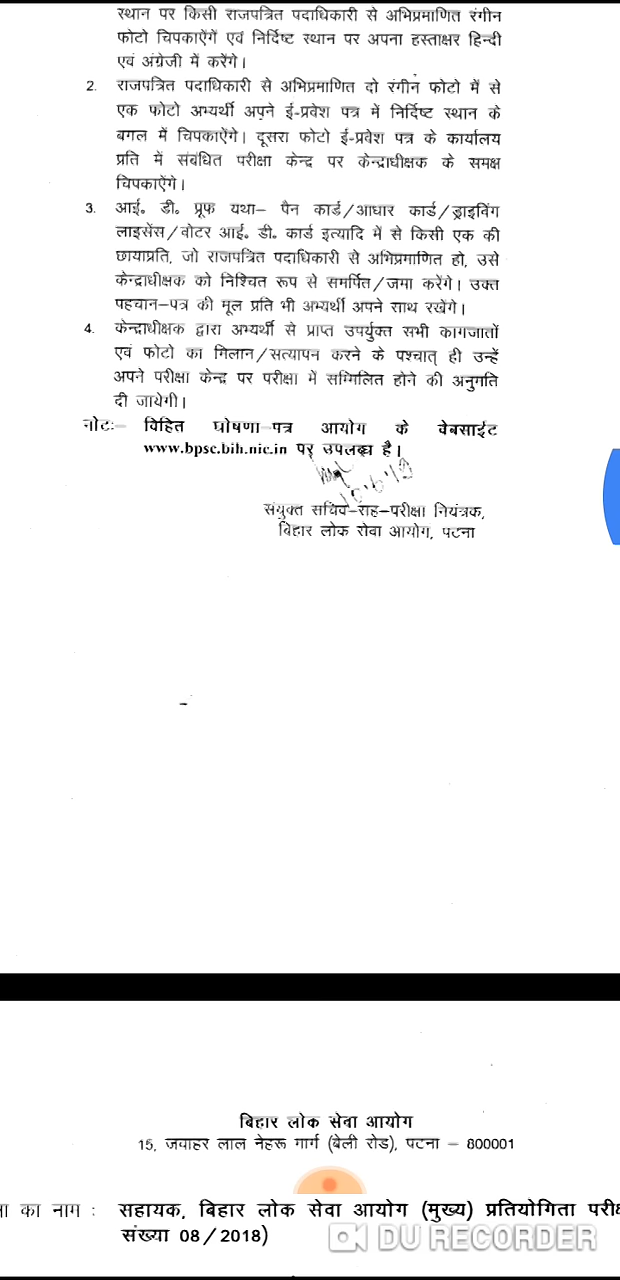 स्थान पर किसी राजपत्रित पदाधिकारी से अभिप्रमाणित रंगीन
फोटो चिपकाऐंगें एवं निर्दिष्ट स्थान पर अपना हस्ताक्षर हिन्दी
एवं अंग्रेजी में करेंगे।
2. राजपत्रित पदाधिकारी से अभिप्रमाणित दो रंगीन फोटो में से
एक फोटो अभ्यर्थी अपने ई-प्रवेश पत्र में निर्दिष्ट स्थान के
बगल में चिपकाऐंगे। दूसरा फोटो ई-प्रवेश पत्र के कार्यालय
प्रति में संबंधित परीक्षा केन्द्र पर केन्द्राधीक्षक के समक्ष
चिपकाऐंगे।
3. आई॰ डी॰ प्रूफ यथा– पैन कार्ड/आधार कार्ड/ड्राइविंग
लाइसेंस/वोटर आई॰ डी॰ कार्ड इत्यादि में से किसी एक की
छायाप्रति, जो राजपत्रित पदाधिकारी से अभिप्रमाणित हो, उसे
केन्द्राधीक्षक को निश्चित रूप से समर्पित/जमा करेंगे। उक्त
पहचान–पत्र की मूल प्रति भी अभ्यर्थी अपने साथ रखेंगे।
4. केन्द्राधीक्षक द्वारा अभ्यर्थी से प्राप्त उपर्युक्त सभी कागजातों
एवं फोटो का मिलान/सत्यापन करने के पश्चात् ही उन्हें
अपने परीक्षा केन्द्र पर परीक्षा में सम्मिलित होने की अनुमति
दी जायेगी।
नोटः– विहित घोषणा–पत्र आयोग के वेबसाईट
www.bpsc.bih.nic.in पर उपलब्ध है।
संयुक्त सचिव–सह–परीक्षा नियंत्रक,
बिहार लोक सेवा आयोग, पटना
बिहार लोक सेवा आयोग
15, जवाहर लाल नेहरू मार्ग (बेली रोड), पटना – 800001
का नाम : सहायक, बिहार लोक सेवा आयोग (मुख्य) प्रतियोगिता
संख्या 08/2018)
DU RECORDER